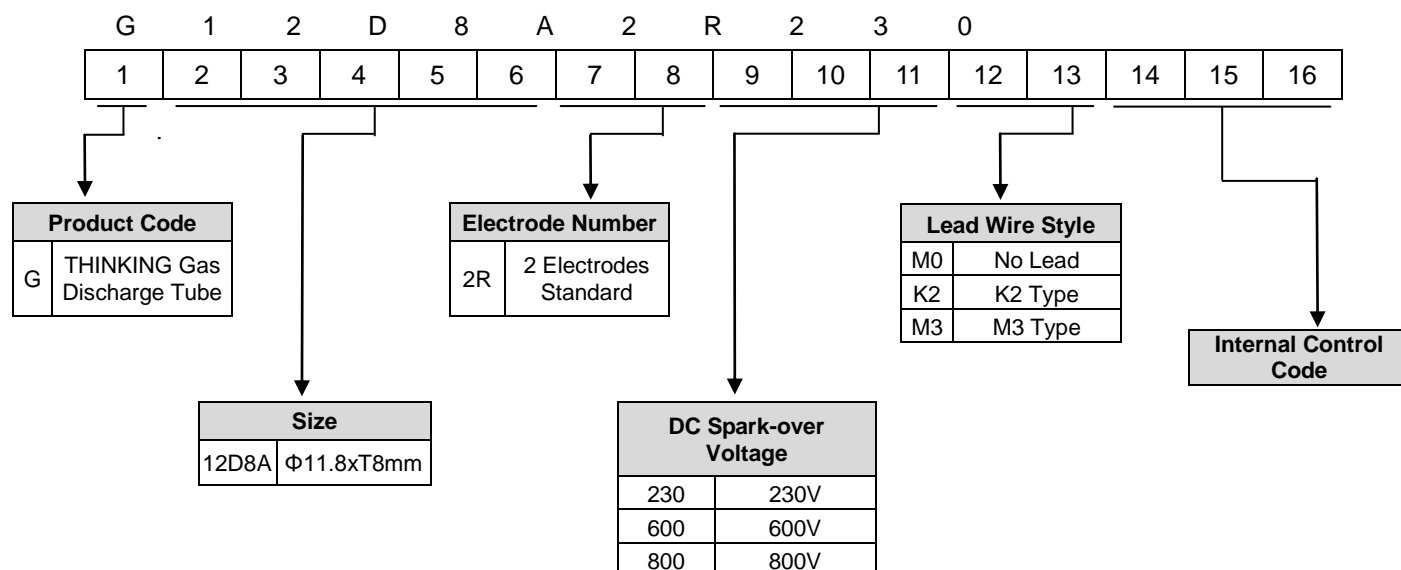 G 1 2 D 8 A 2 R 2 3 0
1 2 3 4 5 6 7 8 9 10 11 12 13 14 15 16
Product Code
G THINKING Gas
Discharge Tube
Electrode Number
2R 2 Electrodes
Standard
Lead Wire Style
M0 No Lead
K2 K2 Type
M3 M3 Type
Internal Control
Code
Size
12D8A Φ11.8xT8mm
DC Spark-over
Voltage
230 230V
600 600V
800 800V